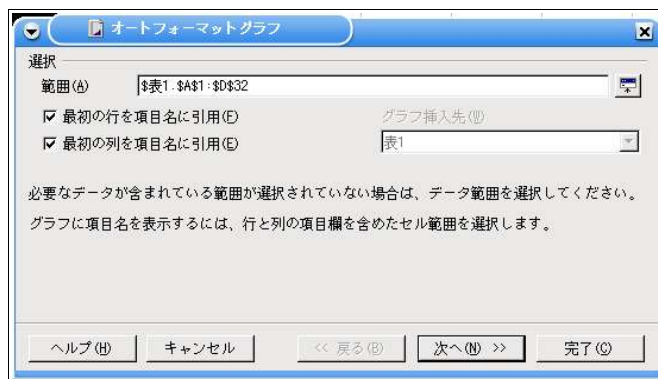 オートフォーマットグラフ
選択
範囲(A) $表1.$A$1:$D$32
最初の行を項目名に引用(F) グラフ挿入先(W)
最初の列を項目名に引用(E) 表1
必要なデータが含まれている範囲が選択されていない場合は、データ範囲を選択してください。
グラフに項目名を表示するには、行と列の項目欄を含めたセル範囲を選択します。
ヘルプ(H) キャンセル << 戻る(B) 次へ(N) >> 完了(C)